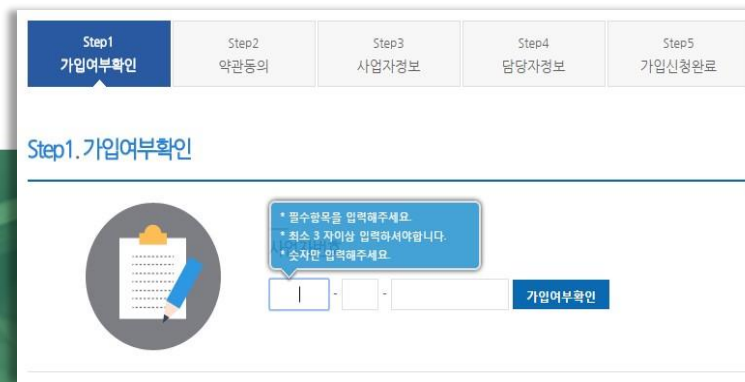 Step1
가입여부확인
Step2
약관동의
Step3
사업자정보
Step4
담당자정보
Step5
가입신청완료
Step1. 가입여부확인
* 필수항목을 입력해주세요.
* 최소 3 자이상 입력하셔야합니다.
* 숫자만 입력해주세요.
- -
가입여부확인